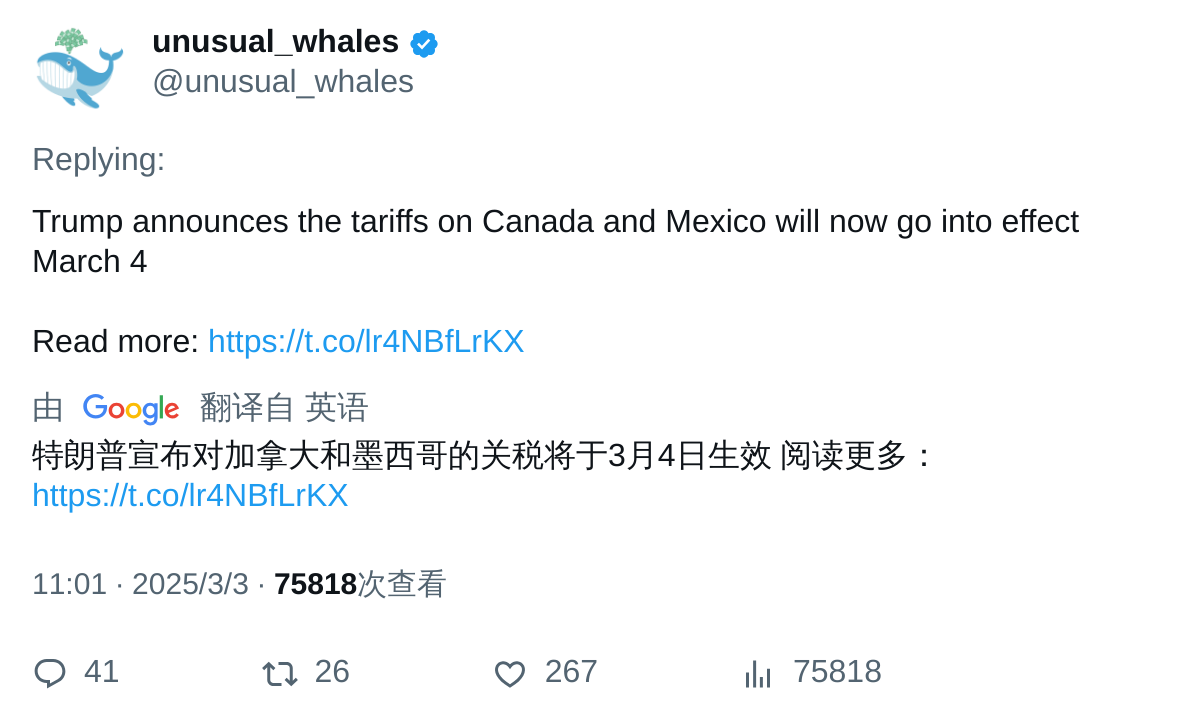 unusual_whales
@unusual_whales
Replying:
Trump announces the tariffs on Canada and Mexico will now go into effect
March 4
Read more: https://t.co/lr4NBfLrKX
由 Google 翻译自 英语
特朗普宣布对加拿大和墨西哥的关税将于3月4日生效 阅读更多：
https://t.co/lr4NBfLrKX
11:01 · 2025/3/3 · 75818次查看
41 26 267 75818